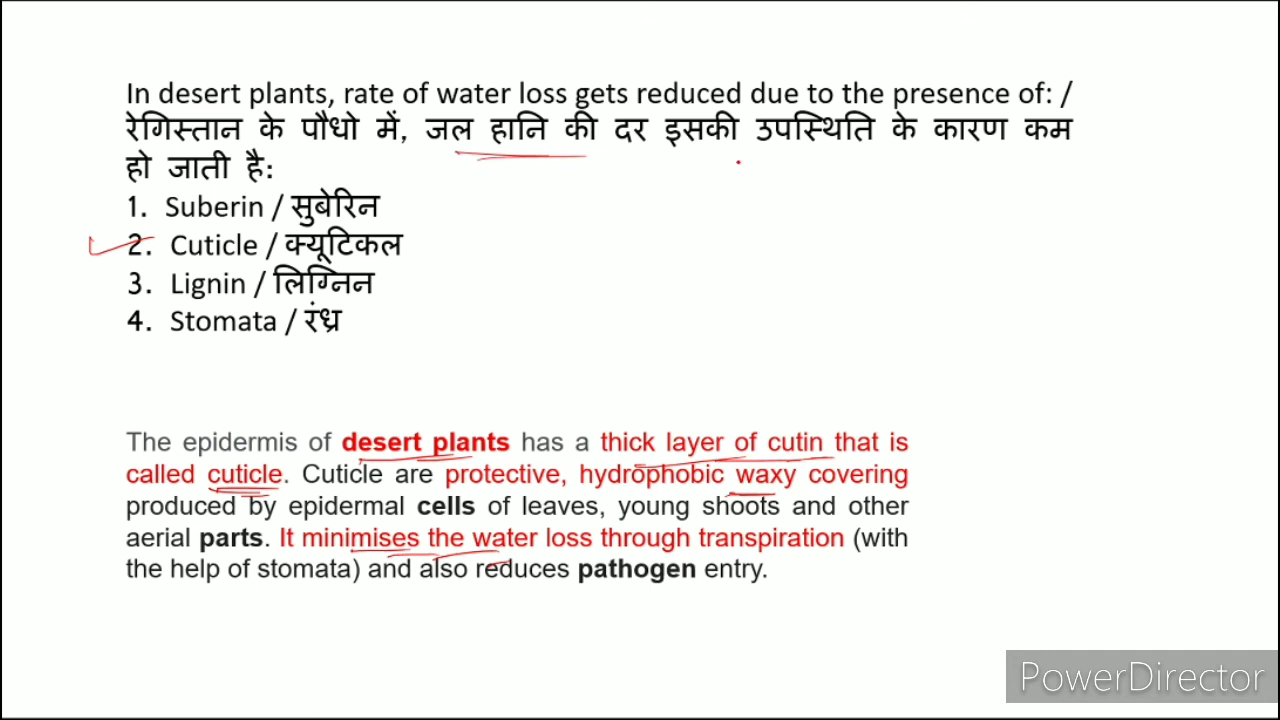 In desert plants, rate of water loss gets reduced due to the presence of: /
रेगिस्तान के पौधो में, जल हानि की दर इसकी उपस्थिति के कारण कम
हो जाती है:
1. Suberin / सुबेरिन
2. Cuticle / क्यूटिकल
3. Lignin / लिग्निन
4. Stomata / रंध्र
The epidermis of desert plants has a thick layer of cutin that is
called cuticle. Cuticle are protective, hydrophobic waxy covering
produced by epidermal cells of leaves, young shoots and other
aerial parts. It minimises the water loss through transpiration (with
the help of stomata) and also reduces pathogen entry.
PowerDirector